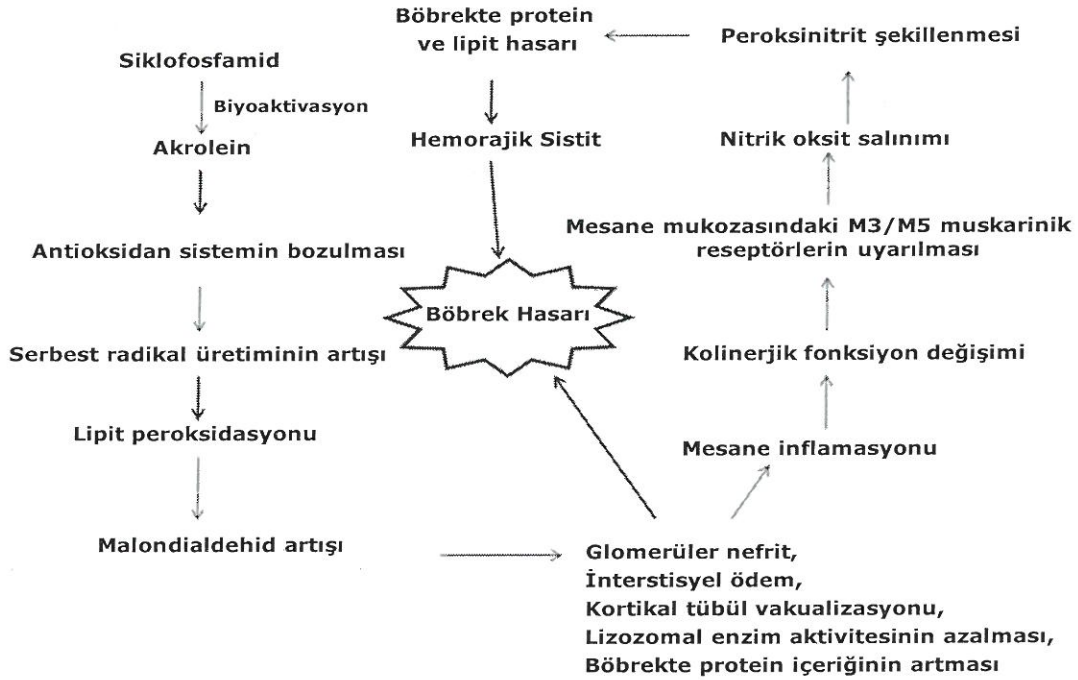 Siklofosfamid
Biyoaktivasyon
Akrolein
Antioksidan sistemin bozulması
Serbest radikal üretiminin artışı
Lipit peroksidasyonu
Malondialdehid artışı
Glomerüler nefrit,
İnterstisyel ödem,
Kortikal tübül vakualizasyonu,
Lizozomal enzim aktivitesinin azalması,
Böbrekte protein içeriğinin artması
Mesane inflamasyonu
Kolinerjik fonksiyon değişimi
Mesane mukozasındaki M3/M5 muskarinik
reseptörlerin uyarılması
Nitrik oksit salınımı
Peroksinitrit şekillenmesi
Böbrekte protein
ve lipit hasarı
Hemorajik Sistit
Böbrek Hasarı